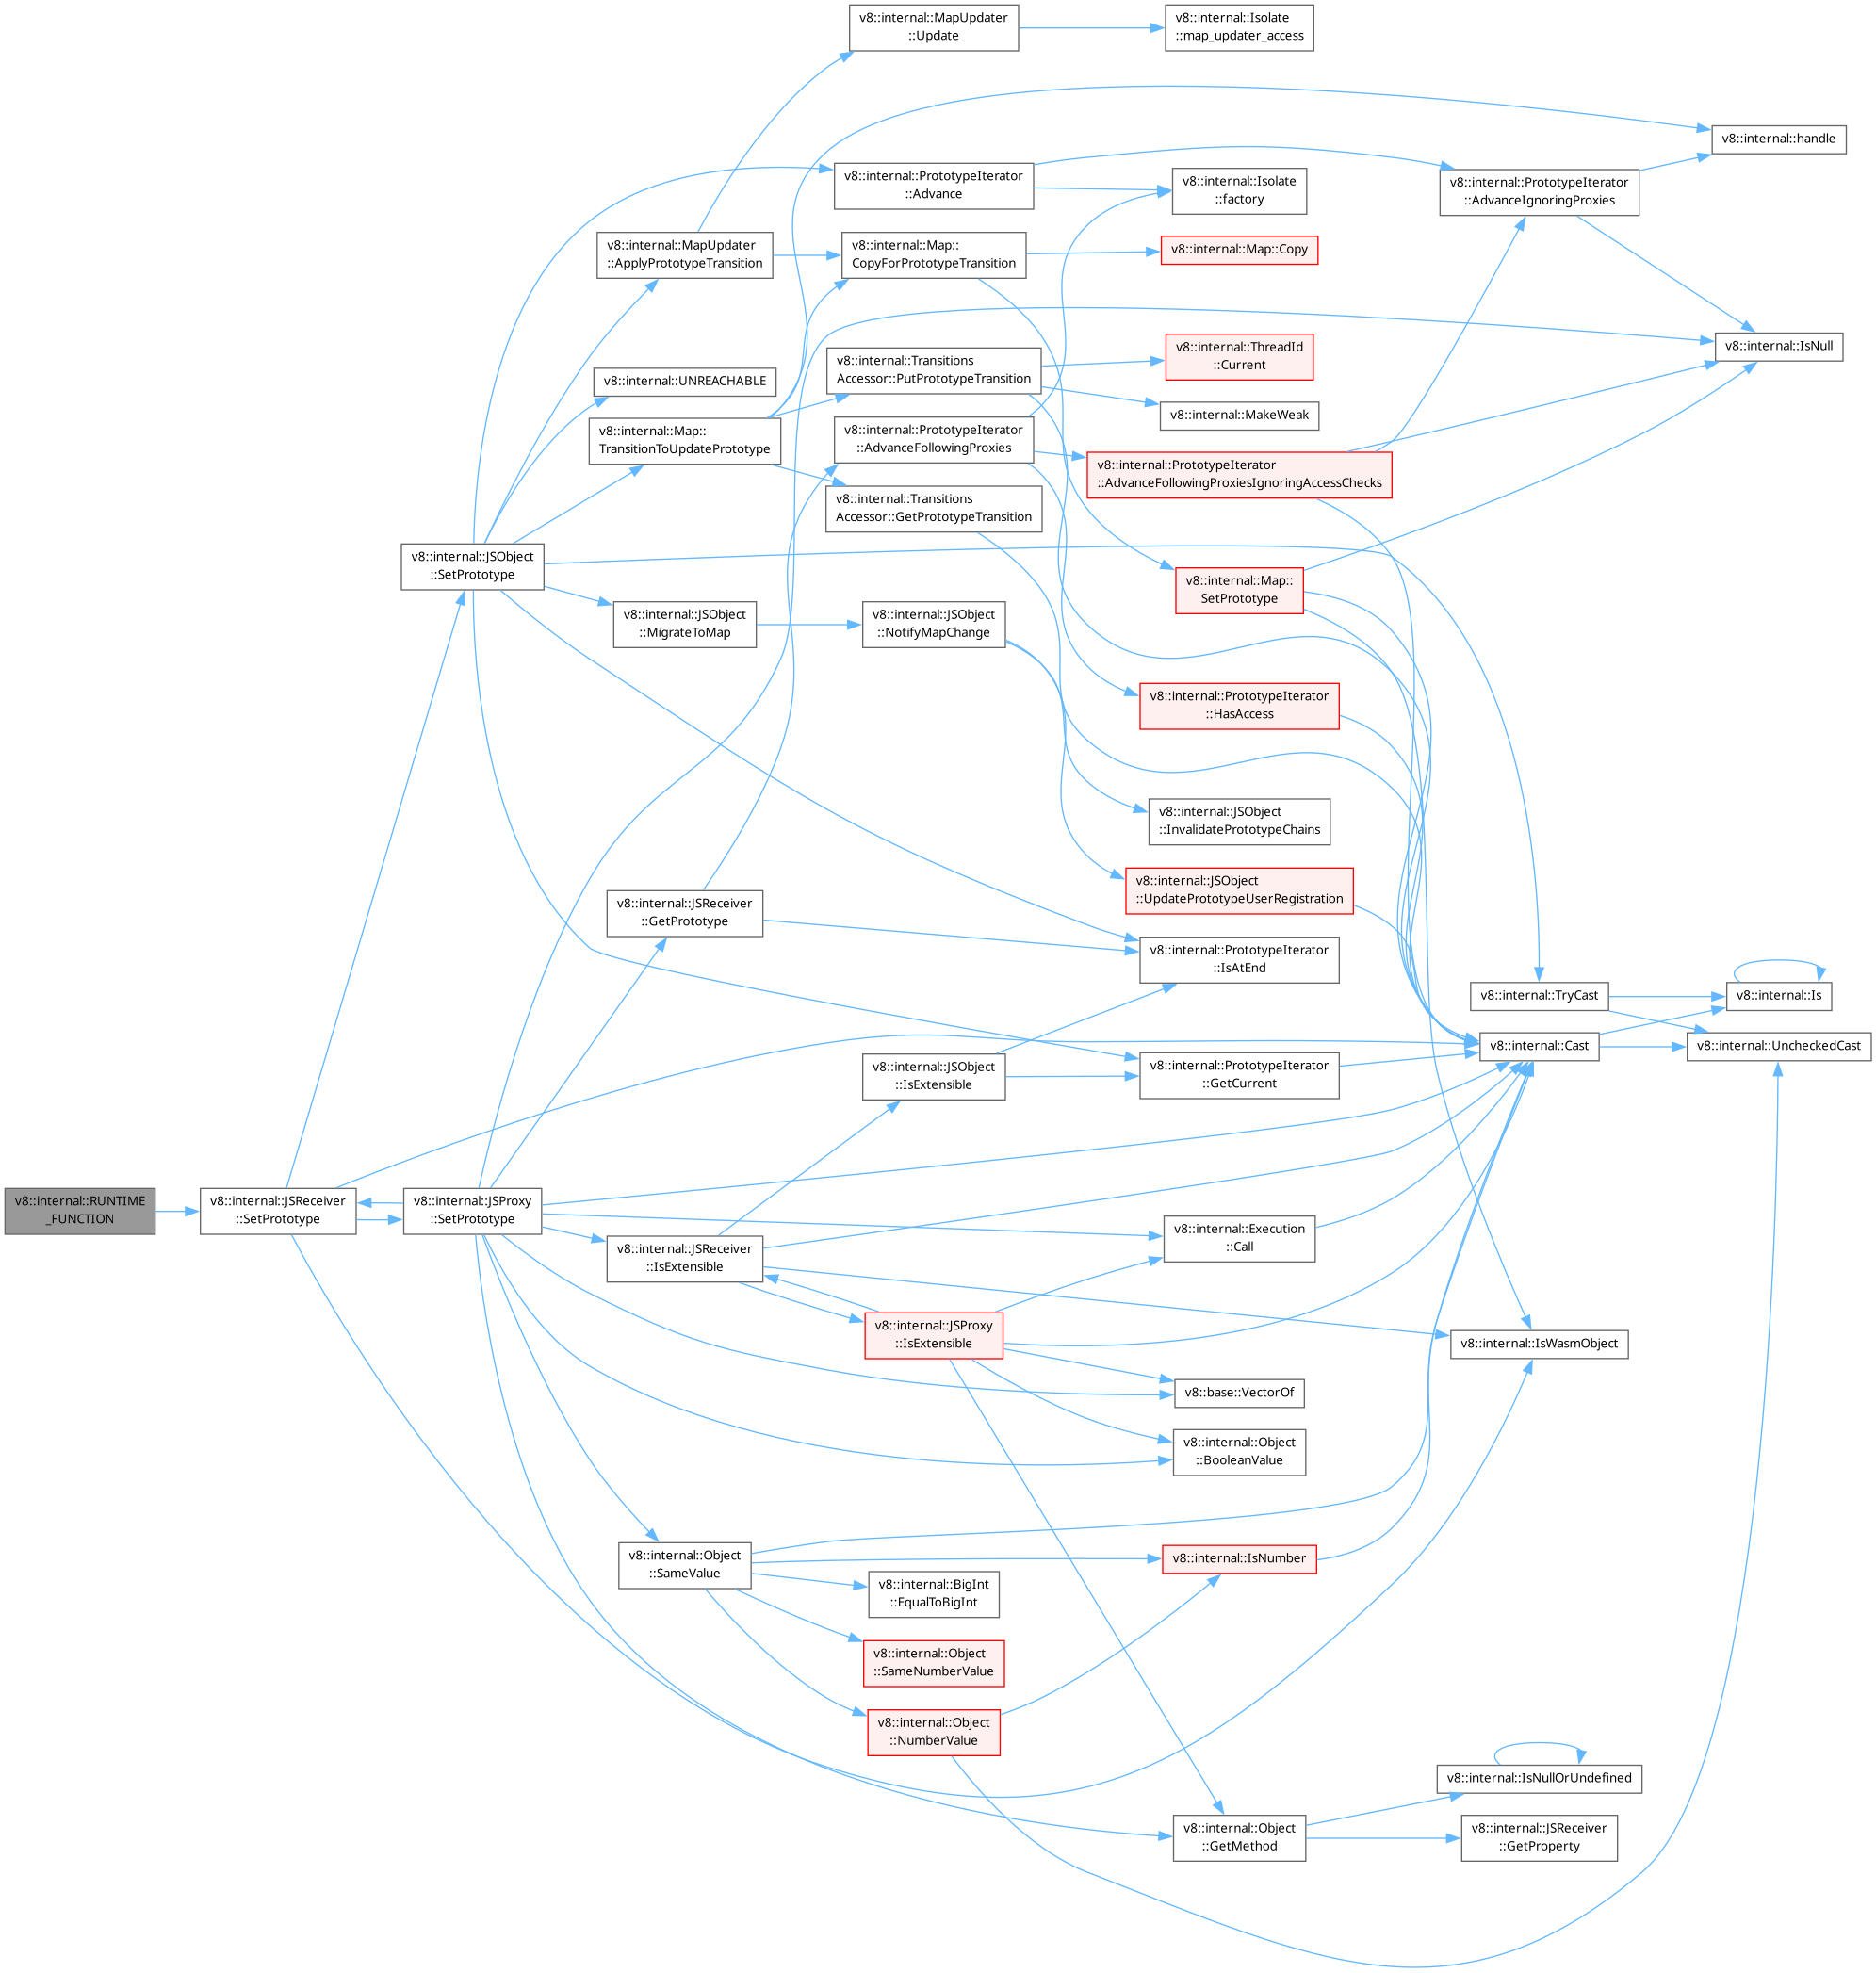 v8::internal::MapUpdater
::Update
v8::internal::Isolate
::map_updater_access
v8::internal::handle
v8::internal::PrototypeIterator
::Advance
v8::internal::Isolate
::factory
v8::internal::PrototypeIterator
::AdvanceIgnoringProxies
v8::internal::MapUpdater
::ApplyPrototypeTransition
v8::internal::Map::
CopyForPrototypeTransition
v8::internal::Map::Copy
v8::internal::UNREACHABLE
v8::internal::Transitions
Accessor::PutPrototypeTransition
v8::internal::ThreadId
::Current
v8::internal::IsNull
v8::internal::MakeWeak
v8::internal::Map::
TransitionToUpdatePrototype
v8::internal::PrototypeIterator
::AdvanceFollowingProxies
v8::internal::PrototypeIterator
::AdvanceFollowingProxiesIgnoringAccessChecks
v8::internal::Transitions
Accessor::GetPrototypeTransition
v8::internal::JSObject
::SetPrototype
v8::internal::Map::
SetPrototype
v8::internal::JSObject
::MigrateToMap
v8::internal::JSObject
::NotifyMapChange
v8::internal::PrototypeIterator
::HasAccess
v8::internal::JSObject
::InvalidatePrototypeChains
v8::internal::JSObject
::UpdatePrototypeUserRegistration
v8::internal::JSReceiver
::GetPrototype
v8::internal::PrototypeIterator
::IsAtEnd
v8::internal::TryCast
v8::internal::Is
v8::internal::Cast
v8::internal::UncheckedCast
v8::internal::JSObject
::IsExtensible
v8::internal::PrototypeIterator
::GetCurrent
v8::internal::RUNTIME
_FUNCTION
v8::internal::JSReceiver
::SetPrototype
v8::internal::JSProxy
::SetPrototype
v8::internal::JSReceiver
::IsExtensible
v8::internal::Execution
::Call
v8::internal::JSProxy
::IsExtensible
v8::internal::IsWasmObject
v8::base::VectorOf
v8::internal::Object
::BooleanValue
v8::internal::Object
::SameValue
v8::internal::IsNumber
v8::internal::BigInt
::EqualToBigInt
v8::internal::Object
::SameNumberValue
v8::internal::Object
::NumberValue
v8::internal::IsNullOrUndefined
v8::internal::Object
::GetMethod
v8::internal::JSReceiver
::GetProperty